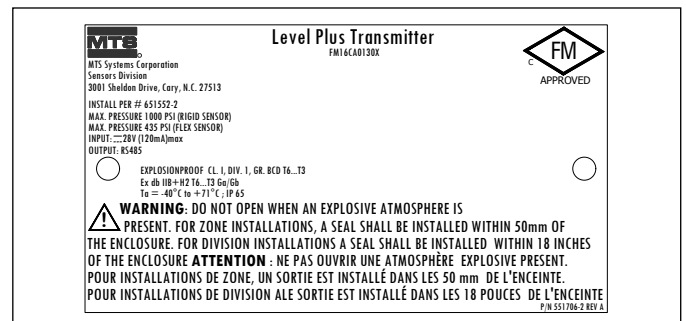 MTS
Level Plus Transmitter
FM16CA0130X
MTS Systems Corporation
Sensors Division
3001 Sheldon Drive, Cary, N.C. 27513
C FM
APPROVED
INSTALL PER # 651552-2
MAX. PRESSURE 1000 PSI (RIGID SENSOR)
MAX. PRESSURE 435 PSI (FLEX SENSOR)
INPUT: ⎓28V (120mA)max
OUTPUT: RS485
EXPLOSIONPROOF CL. I, DIV. 1, GR. BCD T6...T3
Ex db IIB+H2 T6...T3 Ga/Gb
Ta = -40°C to +71°C ; IP 65
WARNING: DO NOT OPEN WHEN AN EXPLOSIVE ATMOSPHERE IS
PRESENT. FOR ZONE INSTALLATIONS, A SEAL SHALL BE INSTALLED WITHIN 50mm OF
THE ENCLOSURE. FOR DIVISION INSTALLATIONS A SEAL SHALL BE INSTALLED WITHIN 18 INCHES
OF THE ENCLOSURE ATTENTION : NE PAS OUVRIR UNE ATMOSPHÈRE EXPLOSIVE PRESENT.
POUR INSTALLATIONS DE ZONE, UN SORTIE EST INSTALLÉ DANS LES 50 mm DE L'ENCEINTE.
POUR INSTALLATIONS DE DIVISION ALE SORTIE EST INSTALLÉ DANS LES 18 POUCES DE L'ENCEINTE
P/N 551706-2 REV A